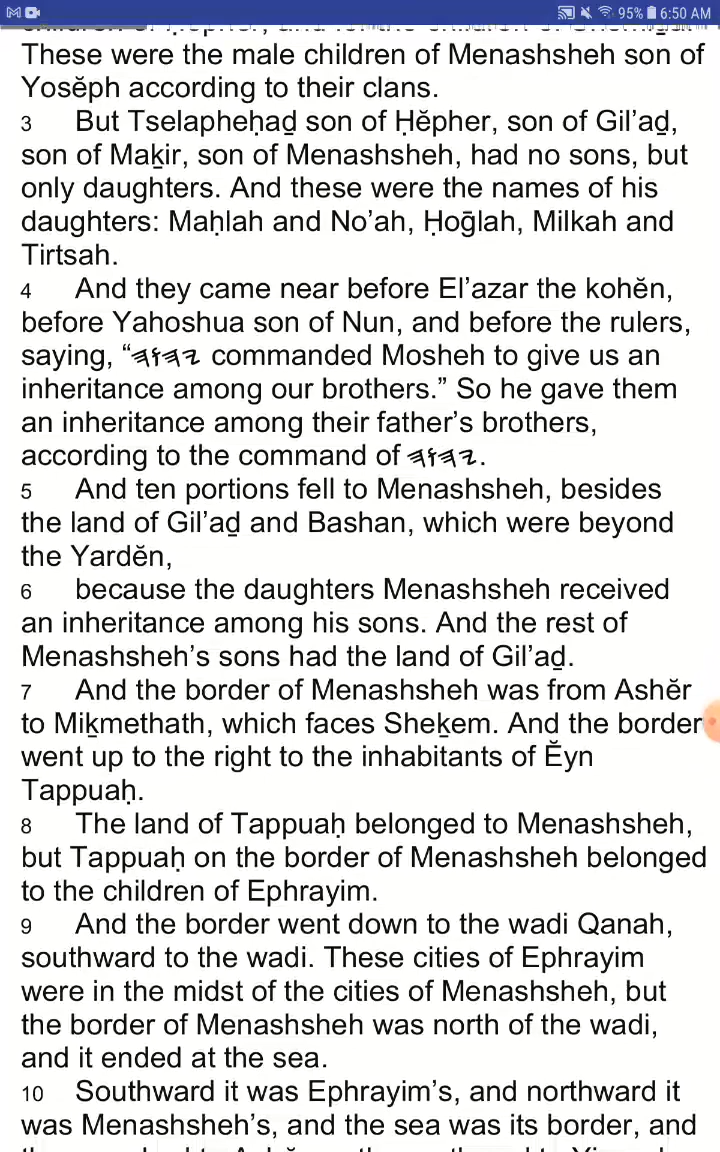 95% 6:50 AM
These were the male children of Menashsheh son of
Yosĕph according to their clans.
3 But Tselapheḥaḏ son of Ḥĕpher, son of Gil’aḏ,
son of Maḵir, son of Menashsheh, had no sons, but
only daughters. And these were the names of his
daughters: Maḥlah and No’ah, Ḥoḡlah, Milkah and
Tirtsah.
4 And they came near before El’azar the kohĕn,
before Yahoshua son of Nun, and before the rulers,
saying, “𐤉𐤄𐤅𐤄 commanded Mosheh to give us an
inheritance among our brothers.” So he gave them
an inheritance among their father’s brothers,
according to the command of 𐤉𐤄𐤅𐤄.
5 And ten portions fell to Menashsheh, besides
the land of Gil’aḏ and Bashan, which were beyond
the Yardĕn,
6 because the daughters Menashsheh received
an inheritance among his sons. And the rest of
Menashsheh’s sons had the land of Gil’aḏ.
7 And the border of Menashsheh was from Ashĕr
to Miḵmethath, which faces Sheḵem. And the border
went up to the right to the inhabitants of Ĕyn
Tappuaḥ.
8 The land of Tappuaḥ belonged to Menashsheh,
but Tappuaḥ on the border of Menashsheh belonged
to the children of Ephrayim.
9 And the border went down to the wadi Qanah,
southward to the wadi. These cities of Ephrayim
were in the midst of the cities of Menashsheh, but
the border of Menashsheh was north of the wadi,
and it ended at the sea.
10 Southward it was Ephrayim’s, and northward it
was Menashsheh’s, and the sea was its border, and